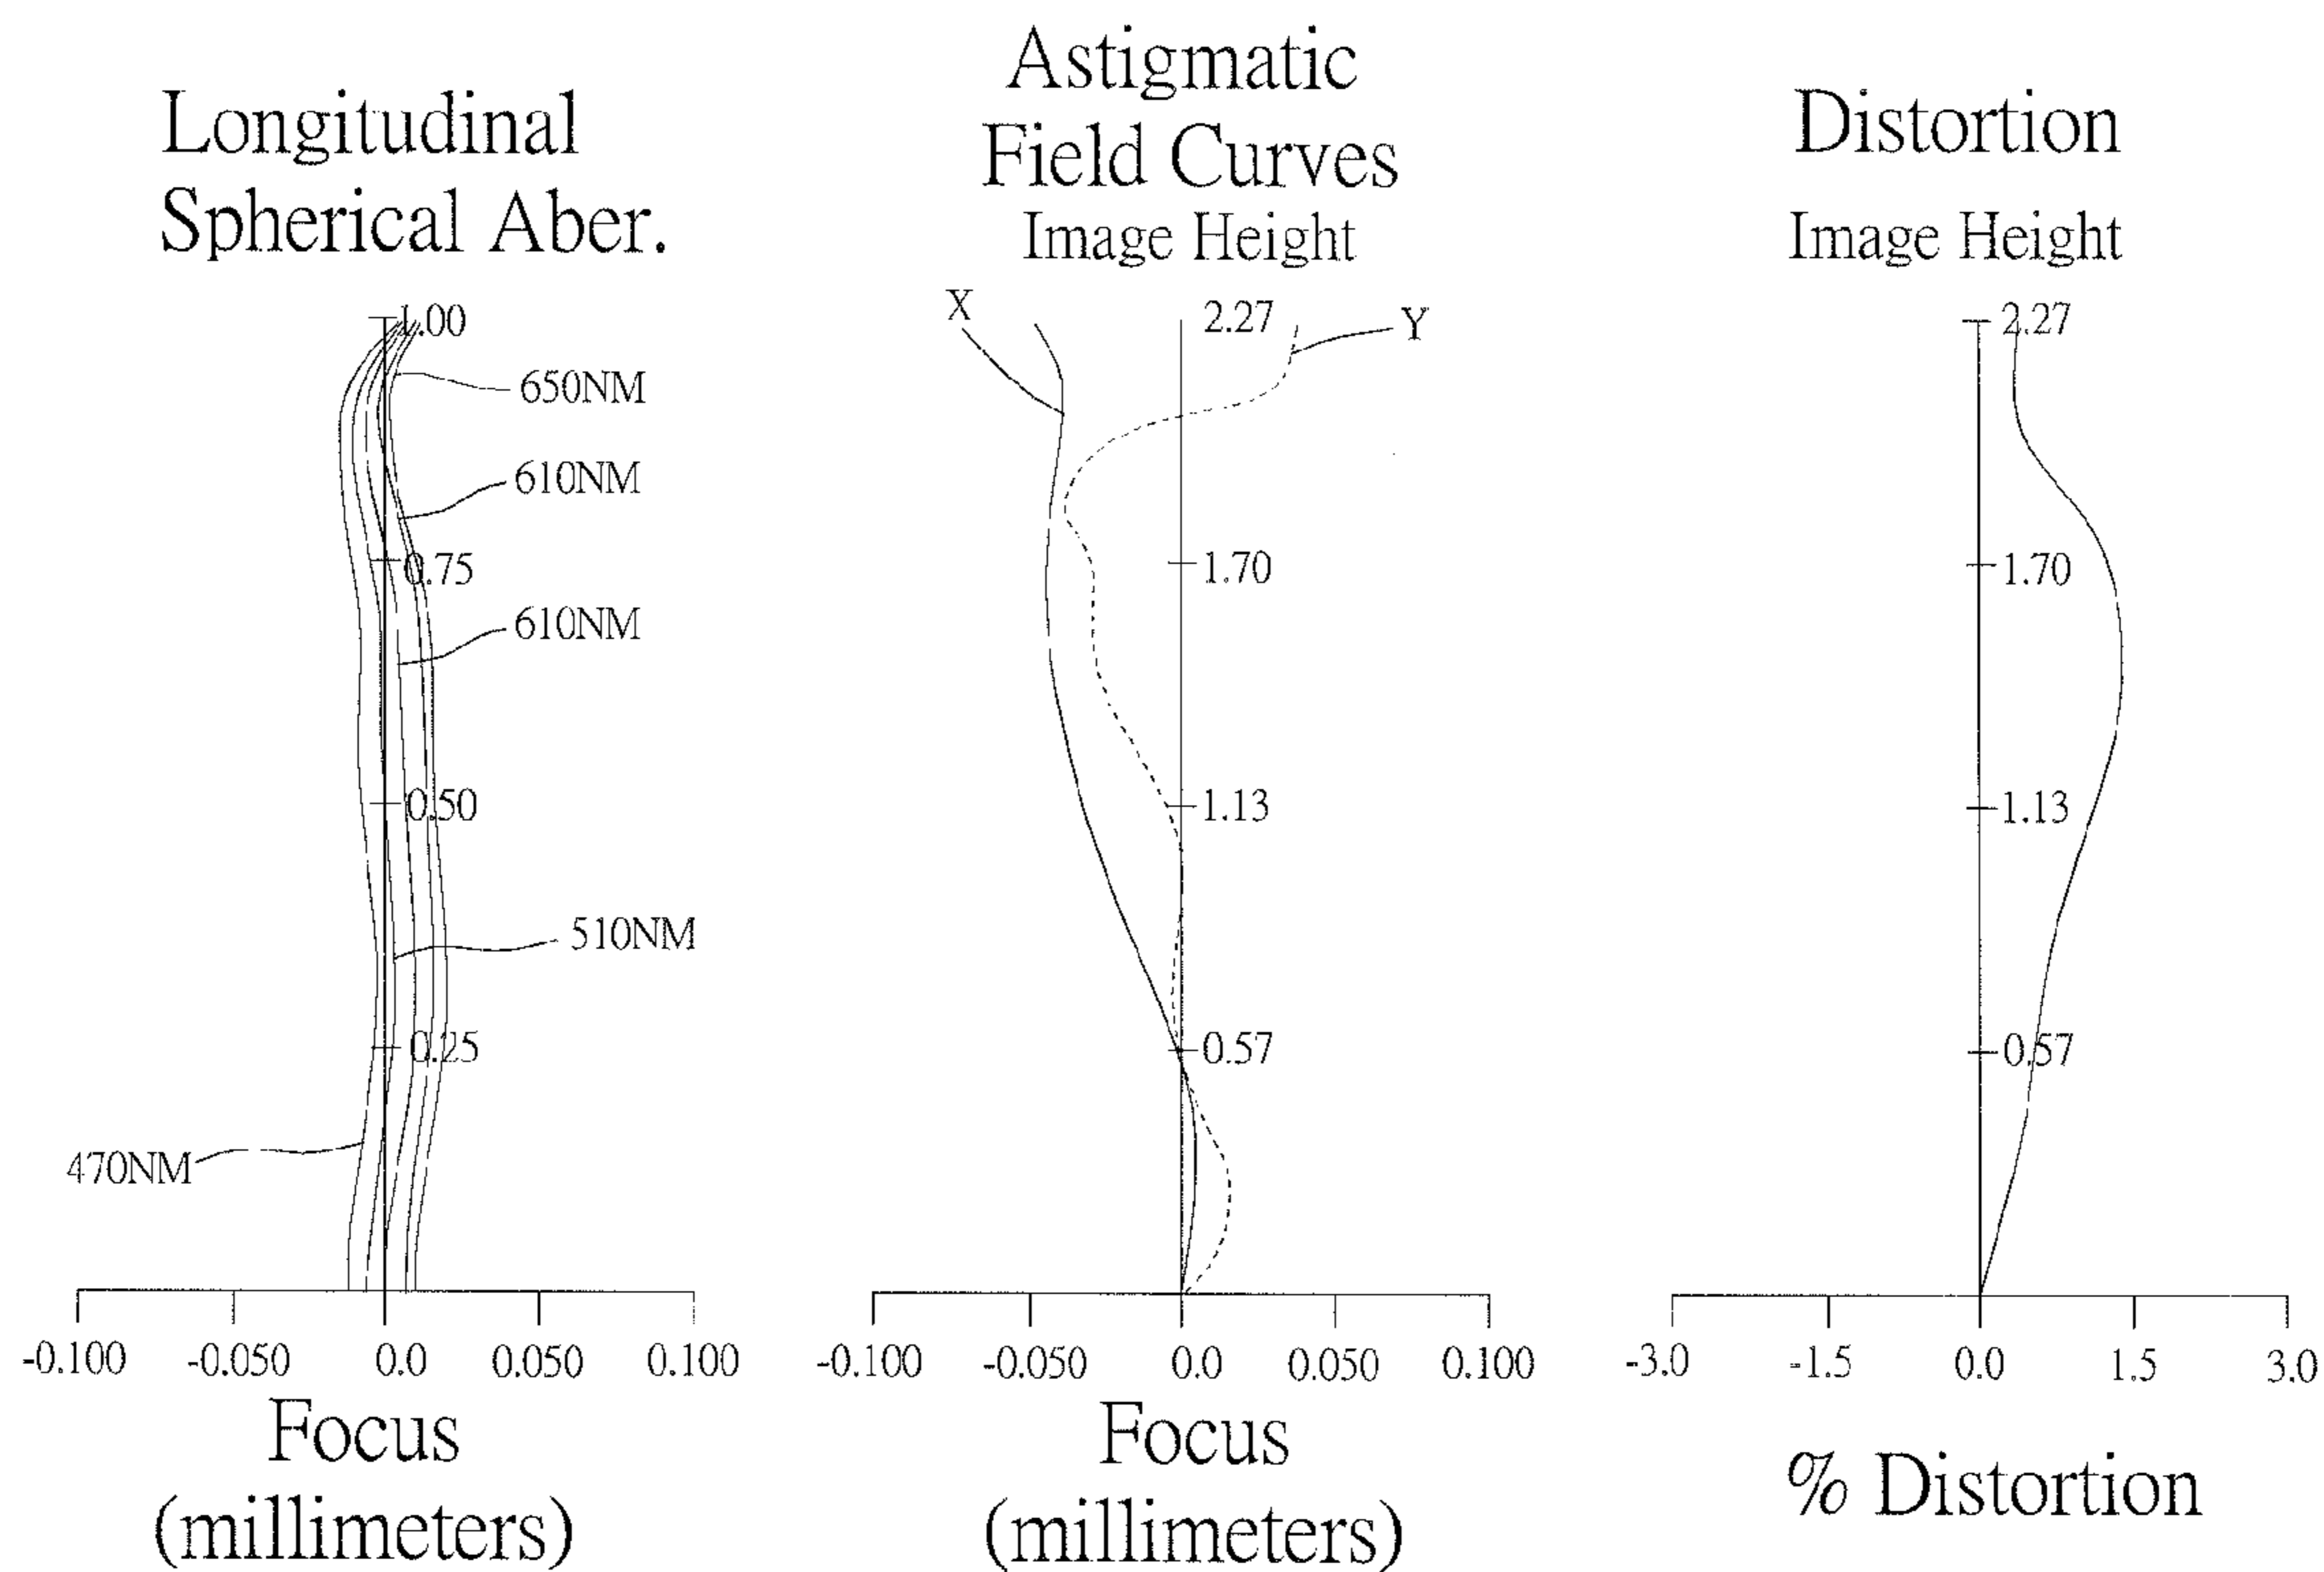 Longitudinal
Spherical Aber.
1.00
650NM
610NM
0.75
610NM
0.50
510NM
0.25
470NM
-0.100 -0.050 0.0 0.050 0.100
Focus
(millimeters)
Astigmatic
Field Curves
Image Height
X
2.27
Y
1.70
1.13
0.57
-0.100 -0.050 0.0 0.050 0.100
Focus
(millimeters)
Distortion
Image Height
2.27
1.70
1.13
0.57
-3.0 -1.5 0.0 1.5 3.0
% Distortion